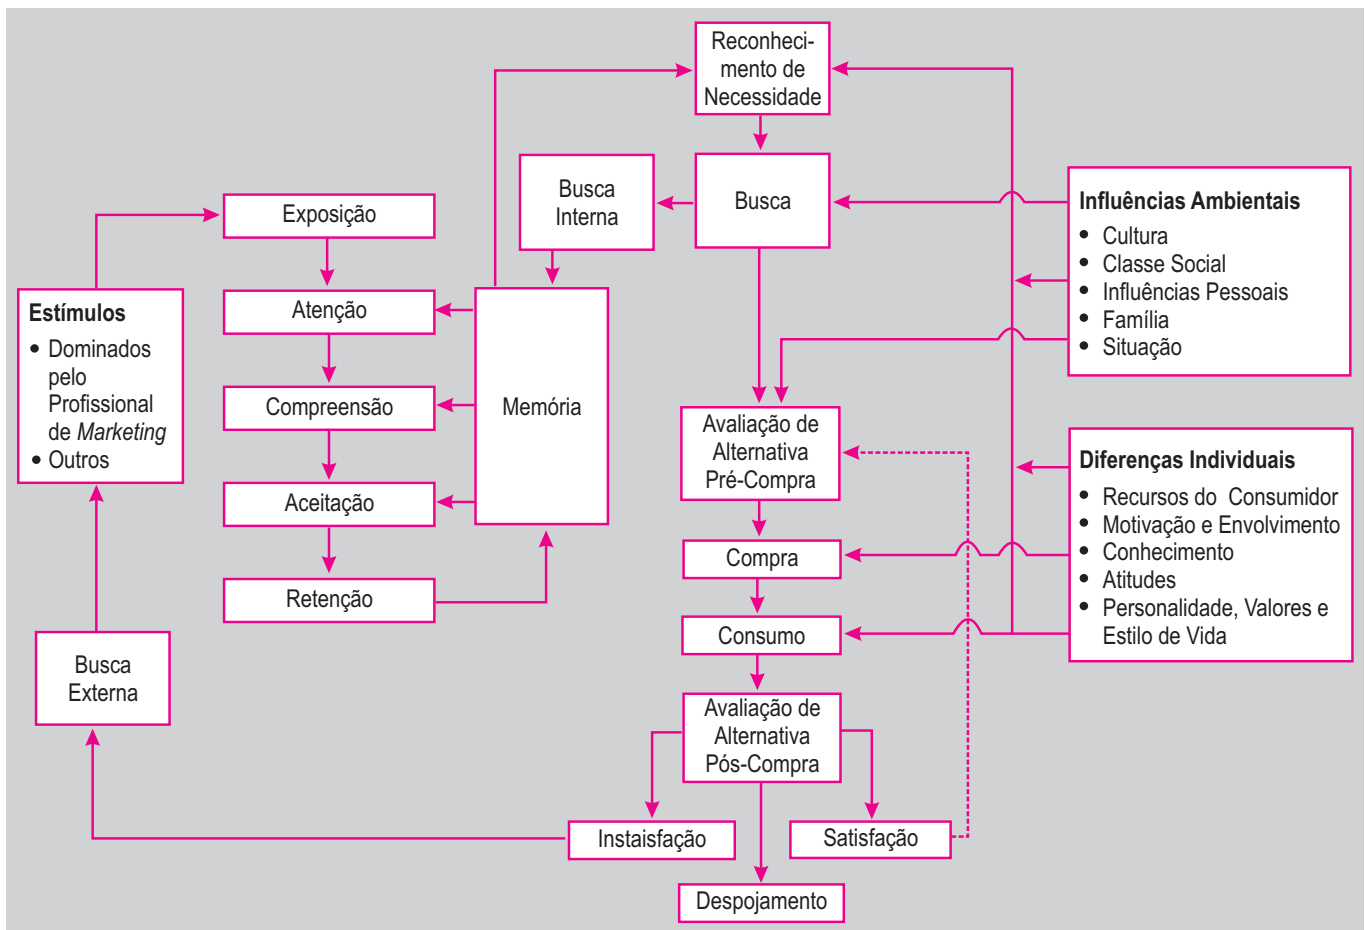 Reconheci-
mento de
Necessidade
Busca
Interna
Busca
Exposição
Atenção
Compreensão
Aceitação
Retenção
Memória
Estímulos
• Dominados
pelo
Profissional
de Marketing
• Outros
Busca
Externa
Influências Ambientais
• Cultura
• Classe Social
• Influências Pessoais
• Família
• Situação
Avaliação de
Alternativa
Pré-Compra
Diferenças Individuais
• Recursos do Consumidor
• Motivação e Envolvimento
• Conhecimento
• Atitudes
• Personalidade, Valores e
Estilo de Vida
Compra
Consumo
Avaliação de
Alternativa
Pós-Compra
Instaisfação
Satisfação
Despojamento